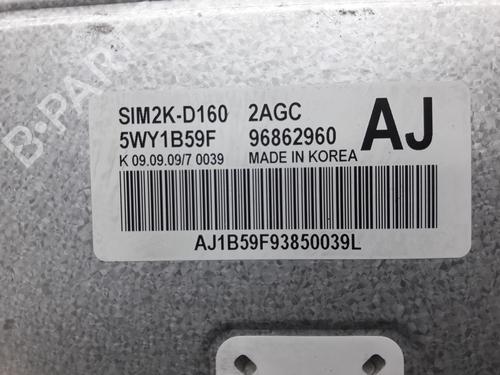 SIM2K-D160 2AGC AJ
5WY1B59F 96862960
K 09.09.09/7 0039 MADE IN KOREA
AJ1B59F93850039L
B-PARTS